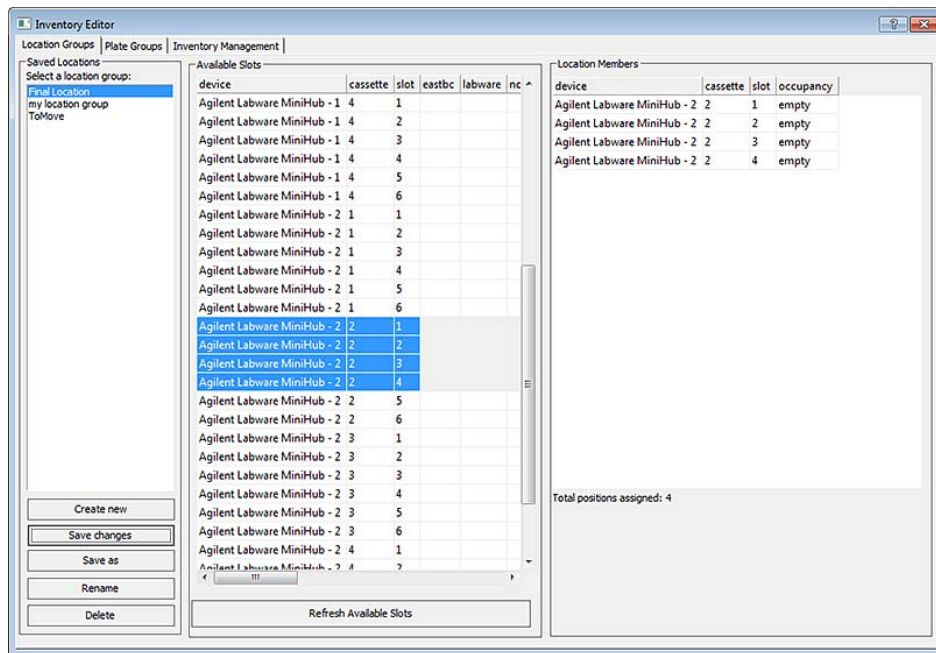 Inventory Editor
Location Groups Plate Groups Inventory Management
Saved Locations
Select a location group:
Final Location
my location group
ToMove
Create new
Save changes
Save as
Rename
Delete
Available Slots
device cassette slot eastbc labware nc
Agilent Labware MiniHub - 1 4 1
Agilent Labware MiniHub - 1 4 2
Agilent Labware MiniHub - 1 4 3
Agilent Labware MiniHub - 1 4 4
Agilent Labware MiniHub - 1 4 5
Agilent Labware MiniHub - 1 4 6
Agilent Labware MiniHub - 2 1 1
Agilent Labware MiniHub - 2 1 2
Agilent Labware MiniHub - 2 1 3
Agilent Labware MiniHub - 2 1 4
Agilent Labware MiniHub - 2 1 5
Agilent Labware MiniHub - 2 1 6
Agilent Labware MiniHub - 2 2 1
Agilent Labware MiniHub - 2 2 2
Agilent Labware MiniHub - 2 2 3
Agilent Labware MiniHub - 2 2 4
Agilent Labware MiniHub - 2 2 5
Agilent Labware MiniHub - 2 2 6
Agilent Labware MiniHub - 2 3 1
Agilent Labware MiniHub - 2 3 2
Agilent Labware MiniHub - 2 3 3
Agilent Labware MiniHub - 2 3 4
Agilent Labware MiniHub - 2 3 5
Agilent Labware MiniHub - 2 3 6
Agilent Labware MiniHub - 2 4 1
Agilent Labware MiniHub - 2 4 2
Refresh Available Slots
Location Members
device cassette slot occupancy
Agilent Labware MiniHub - 2 2 1 empty
Agilent Labware MiniHub - 2 2 2 empty
Agilent Labware MiniHub - 2 2 3 empty
Agilent Labware MiniHub - 2 2 4 empty
Total positions assigned: 4